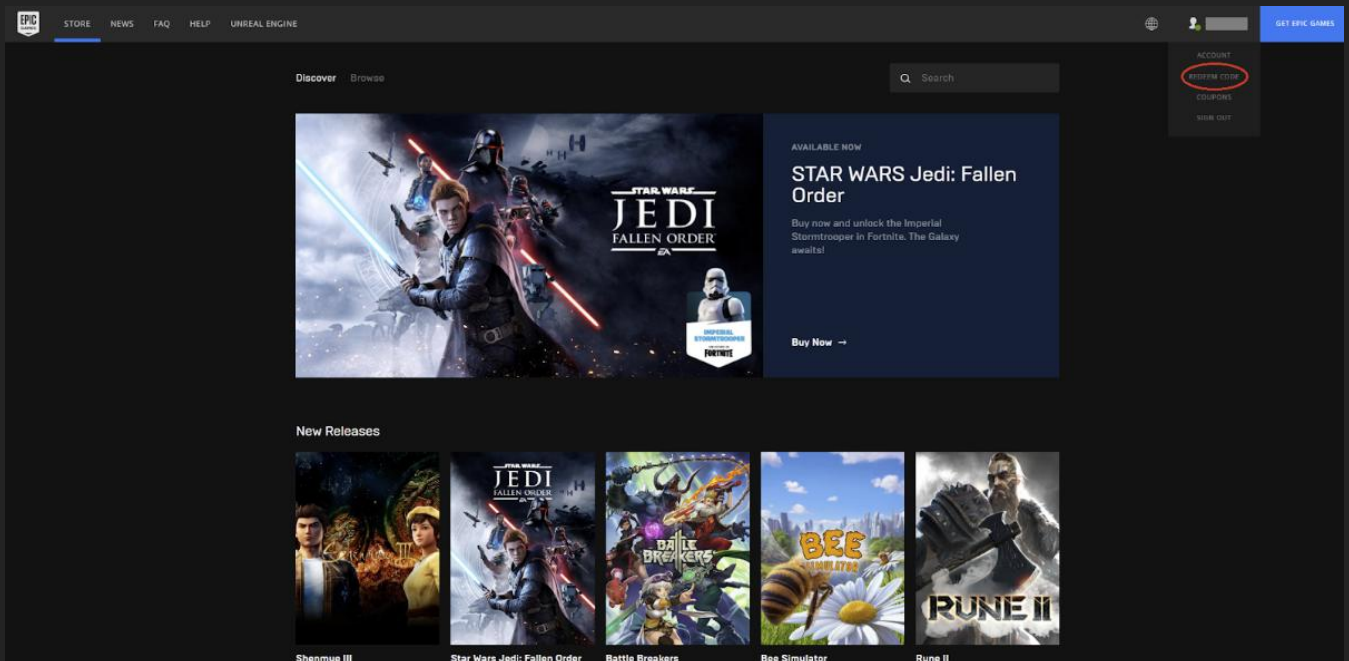 EPIC
GAMES
STORE NEWS FAQ HELP UNREAL ENGINE
GET EPIC GAMES
ACCOUNT
REDEEM CODE
COUPONS
SIGN OUT
Discover Browse
Search
STAR WARS
JEDI
FALLEN ORDER
EA
IMPERIAL
STORMTROOPER
FORTNITE
AVAILABLE NOW
STAR WARS Jedi: Fallen
Order
Buy now and unlock the Imperial
Stormtrooper in Fortnite. The Galaxy
awaits!
Buy Now →
New Releases
Shenmue III
STAR WARS
JEDI
FALLEN ORDER
BATTLE
BREAKERS
BEE
SIMULATOR
RUNE II
Shenmue III Star Wars Jedi: Fallen Order Battle Breakers Bee Simulator Rune II